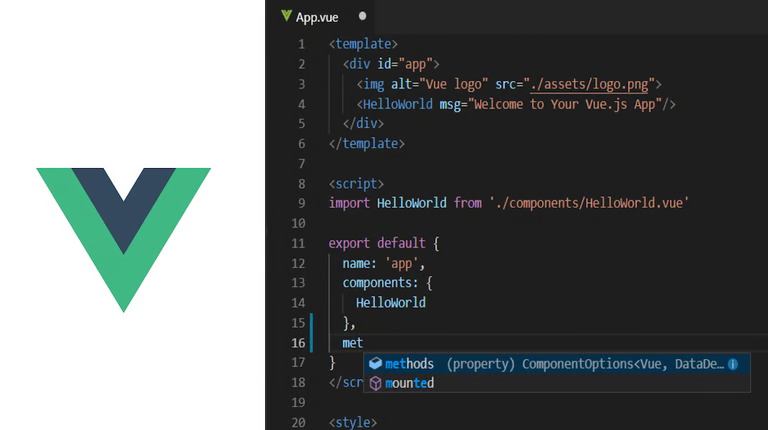 App.vue
1 <template>
2 <div id="app">
3 <img alt="Vue logo" src="./assets/logo.png">
4 <HelloWorld msg="Welcome to Your Vue.js App"/>
5 </div>
6 </template>
7
8 <script>
9 import HelloWorld from './components/HelloWorld.vue'
10
11 export default {
12 name: 'app',
13 components: {
14 HelloWorld
15 },
16 met
17 }
methods (property) ComponentOptions<Vue, DataDe…
18 </scr
mounted
19
20 <style>